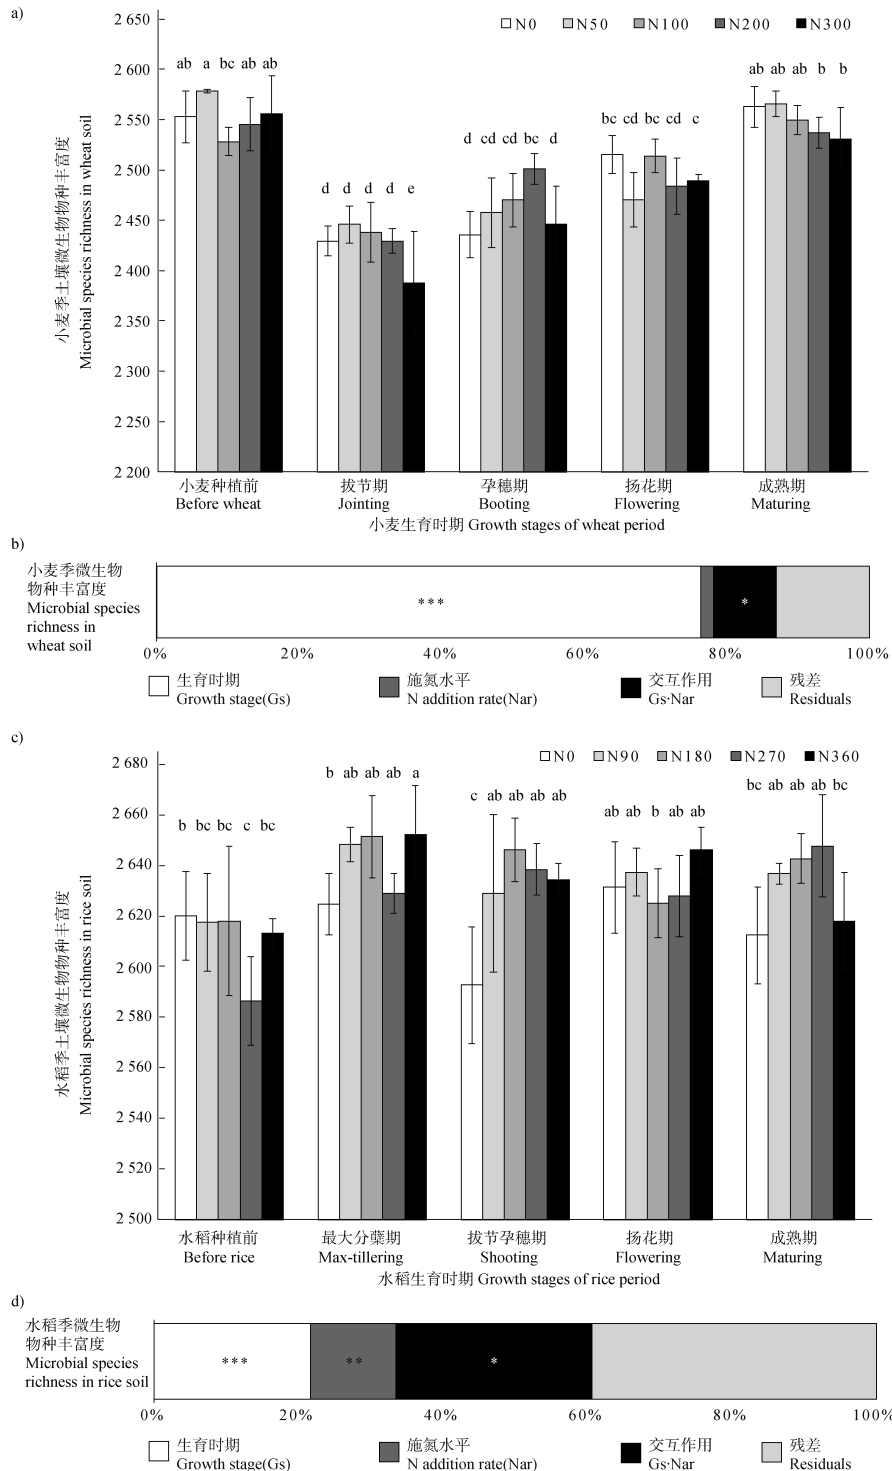 a)
2 650
2 600
2 550
2 500
2 450
2 400
2 350
2 300
2 250
2 200
小麦季土壤微生物物种丰富度
Microbial species richness in wheat soil
N0 N50 N100 N200 N300
ab a bc ab ab
d d d d e
d cd cd bc d
bc cd bc cd c
ab ab ab b b
小麦种植前 拔节期 孕穗期 扬花期 成熟期
Before wheat Jointing Booting Flowering Maturing
小麦生育时期 Growth stages of wheat period
b)
小麦季微生物
物种丰富度
Microbial species
richness in
wheat soil
*** *
0% 20% 40% 60% 80% 100%
生育时期 施氮水平 交互作用 残差
Growth stage(Gs) N addition rate(Nar) Gs·Nar Residuals
c)
2 680
2 660
2 640
2 620
2 600
2 580
2 560
2 540
2 520
2 500
水稻季土壤微生物物种丰富度
Microbial species richness in rice soil
N0 N90 N180 N270 N360
b bc bc c bc
b ab ab ab a
c ab ab ab ab
ab ab b ab ab
bc ab ab ab bc
水稻种植前 最大分蘖期 拔节孕穗期 扬花期 成熟期
Before rice Max-tillering Shooting Flowering Maturing
水稻生育时期 Growth stages of rice period
d)
水稻季微生物
物种丰富度
Microbial species
richness in rice soil
*** ** *
0% 20% 40% 60% 80% 100%
生育时期 施氮水平 交互作用 残差
Growth stage(Gs) N addition rate(Nar) Gs·Nar Residuals